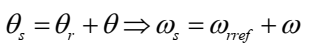 θ_s = θ_r + θ ⇒ ω_s = ω_rref + ω